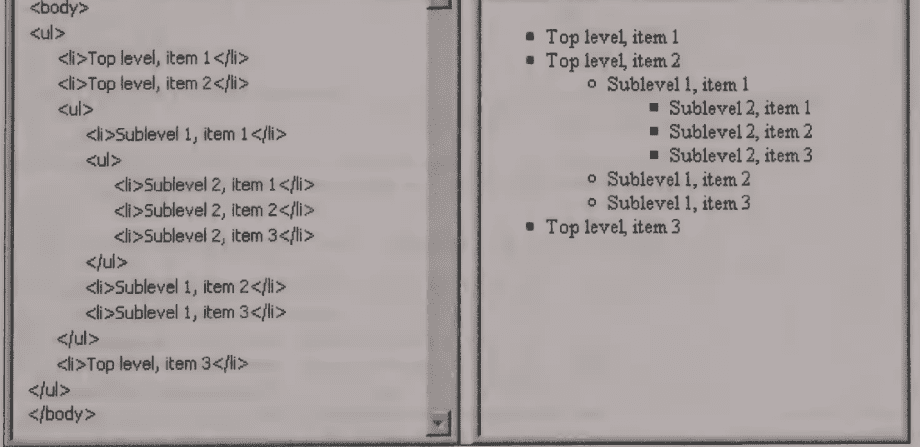 <body>
<ul>
<li>Top level, item 1</li>
<li>Top level, item 2</li>
<ul>
<li>Sublevel 1, item 1</li>
<ul>
<li>Sublevel 2, item 1</li>
<li>Sublevel 2, item 2</li>
<li>Sublevel 2, item 3</li>
</ul>
<li>Sublevel 1, item 2</li>
<li>Sublevel 1, item 3</li>
</ul>
<li>Top level, item 3</li>
</ul>
</body>
Top level, item 1
Top level, item 2
Sublevel 1, item 1
Sublevel 2, item 1
Sublevel 2, item 2
Sublevel 2, item 3
Sublevel 1, item 2
Sublevel 1, item 3
Top level, item 3